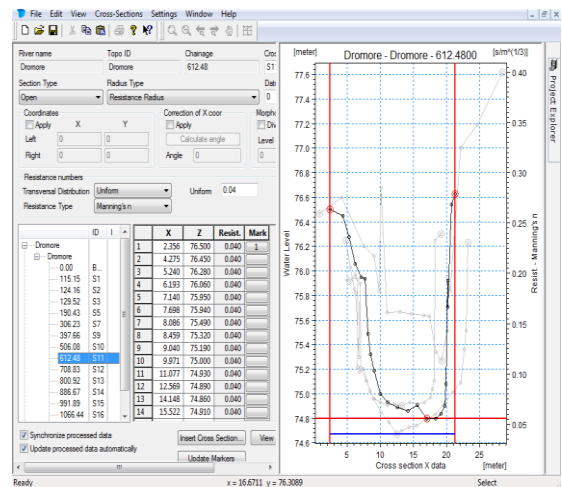 File Edit View Cross-Sections Settings Window Help
River name Topo ID Chainage Cros
Dromore Dromore 612.48 S1
Section Type Radius Type Datu
Open Resistance Radius 0
Coordinates Correction of X-coor Morpho
Apply X Y Apply Div
Left 0 0 Calculate angle Level
Right 0 0 Angle 0 0
Resistance numbers
Transversal Distribution Uniform Uniform 0.04
Resistance Type Manning's n
ID I
Dromore
Dromore
0.00 B...
115.15 S1
124.16 S2
129.52 S3
190.43 S5
306.23 S7
397.66 S9
506.08 S10
612.48 S11
708.83 S12
800.92 S13
886.67 S14
991.89 S15
1066.44 S16
X Z Resist. Mark
1 2.356 76.500 0.040 1
2 4.275 76.450 0.040
3 5.240 76.280 0.040
4 6.193 76.060 0.040
5 7.140 75.950 0.040
6 7.698 75.940 0.040
7 8.086 75.490 0.040
8 8.459 75.320 0.040
9 9.040 75.190 0.040
10 9.971 75.000 0.040
11 11.077 74.930 0.040
12 12.569 74.890 0.040
13 14.148 74.860 0.040
14 15.522 74.910 0.040
Synchronize processed data
Update processed data automatically
Insert Cross Section... View
Update Markers
[meter] Dromore - Dromore - 612.4800 [s/m^(1/3)]
77.6
77.4
77.2
77.0
76.8
76.6
76.4
76.2
76.0
75.8
75.6
75.4
75.2
75.0
74.8
74.6
Water Level
0.40
0.35
0.30
0.25
0.20
0.15
0.10
0.05
Resist. - Manning's n
5 10 15 20 25
Cross section X data [meter]
Project Explorer
Ready x = 16.6711 y = 76.3089 Select